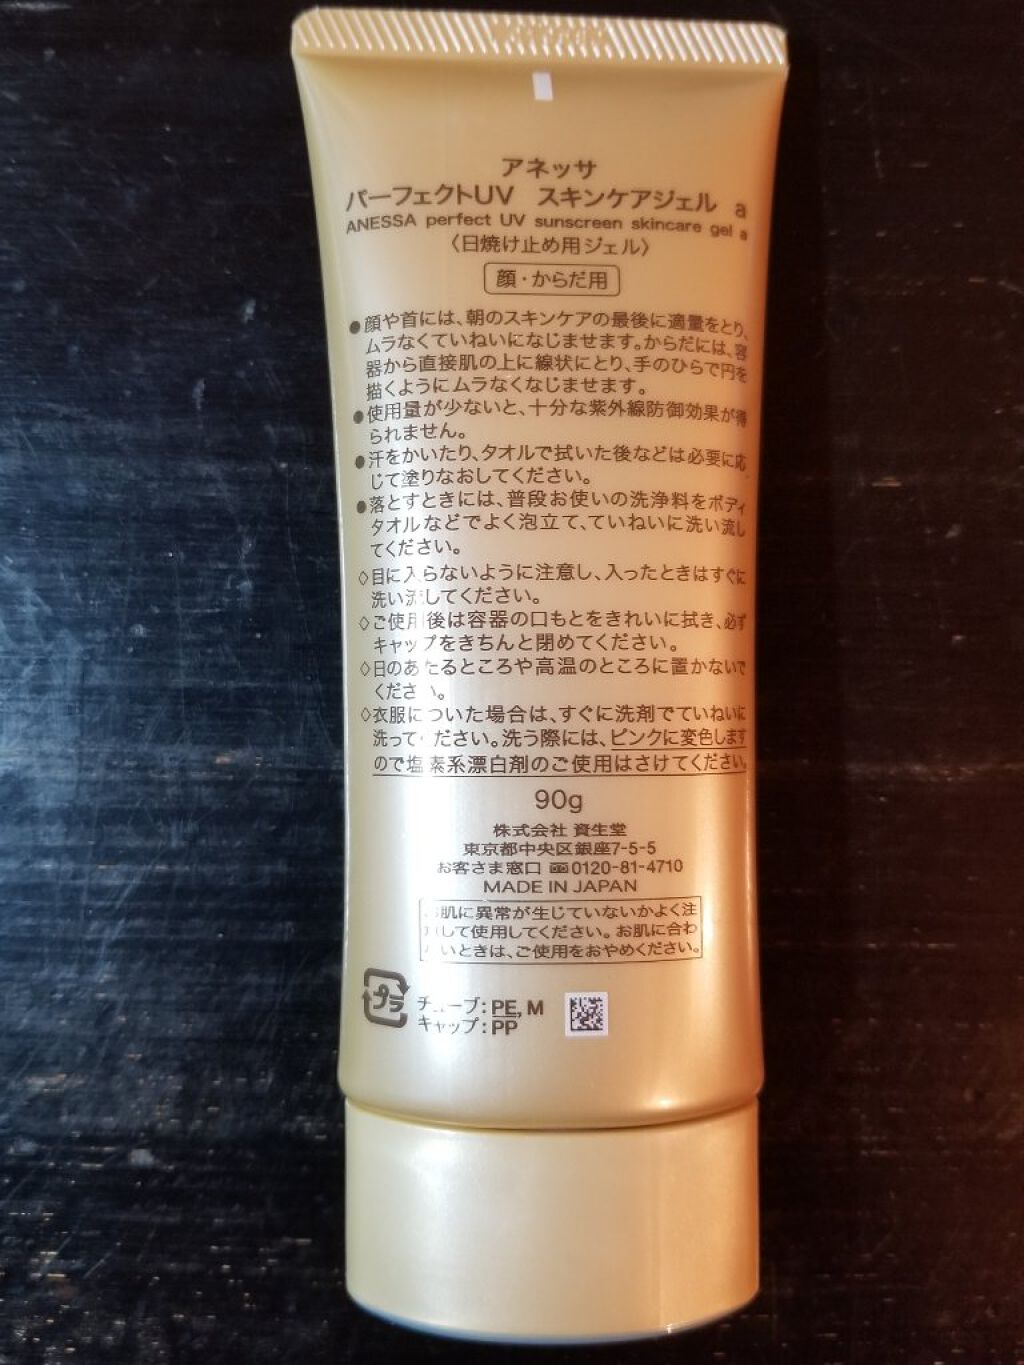 アネッサ
パーフェクトUV スキンケアジェル a
ANESSA perfect UV sunscreen skincare gel a
〈日焼け止め用ジェル〉
顔・からだ用
●顔や首には、朝のスキンケアの最後に適量をとり、
ムラなくていねいになじませます。からだには、容
器から直接肌の上に線状にとり、手のひらで円を
描くようにムラなくなじませます。
●使用量が少ないと、十分な紫外線防御効果が得
られません。
●汗をかいたり、タオルで拭いた後などは必要に応
じて塗りなおしてください。
●落とすときには、普段お使いの洗浄料をボディ
タオルなどでよく泡立て、ていねいに洗い流し
てください。
◇目に入らないように注意し、入ったときはすぐに
洗い流してください。
◇ご使用後は容器の口もとをきれいに拭き、必ず
キャップをきちんと閉めてください。
◇日のあたるところや高温のところに置かないで
ください。
◇衣服についた場合は、すぐに洗剤でていねいに
洗ってください。洗う際には、ピンクに変色します
ので塩素系漂白剤のご使用はさけてください。
90g
株式会社 資生堂
東京都中央区銀座7-5-5
お客さま窓口 0120-81-4710
MADE IN JAPAN
お肌に異常が生じていないかよく注
意して使用してください。お肌に合わ
ないときは、ご使用をおやめください。
プラ
チューブ:PE, M
キャップ:PP